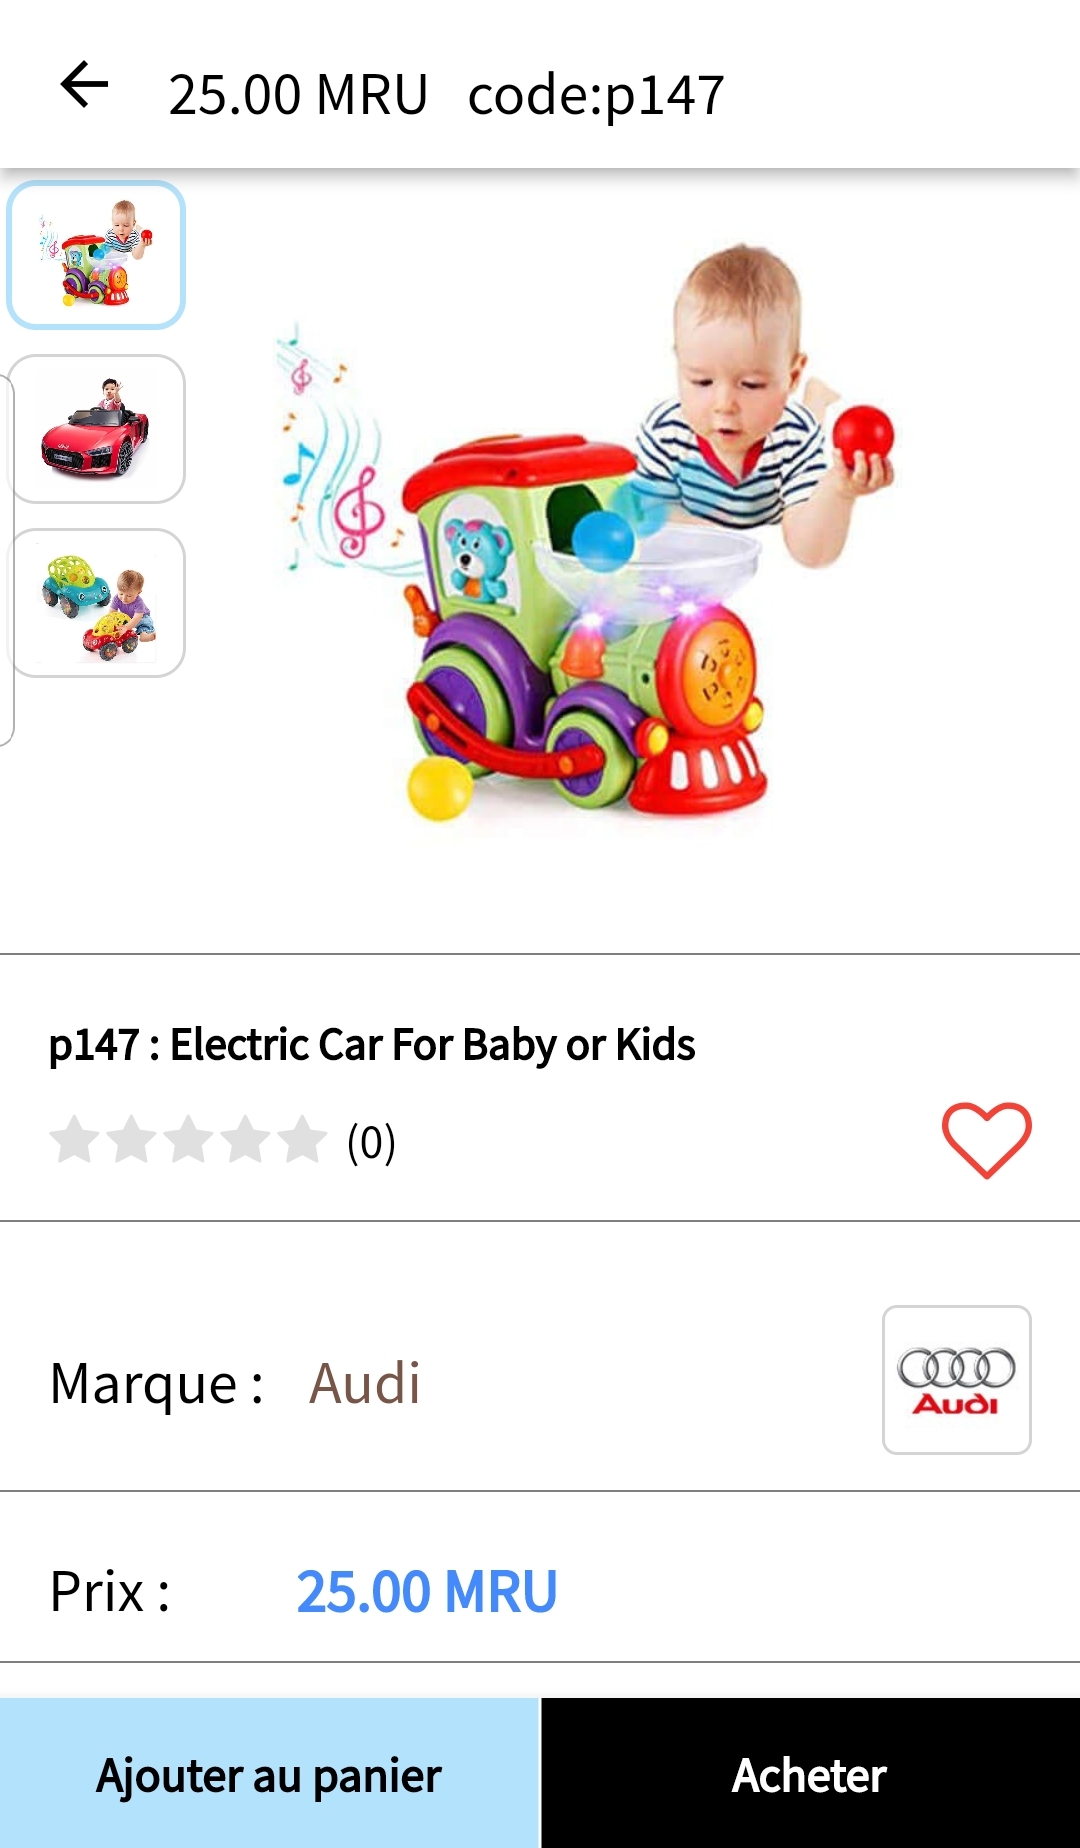 25.00 MRU code:p147
p147 : Electric Car For Baby or Kids
(0)
Marque : Audi
Audi
Prix : 25.00 MRU
Ajouter au panier
Acheter